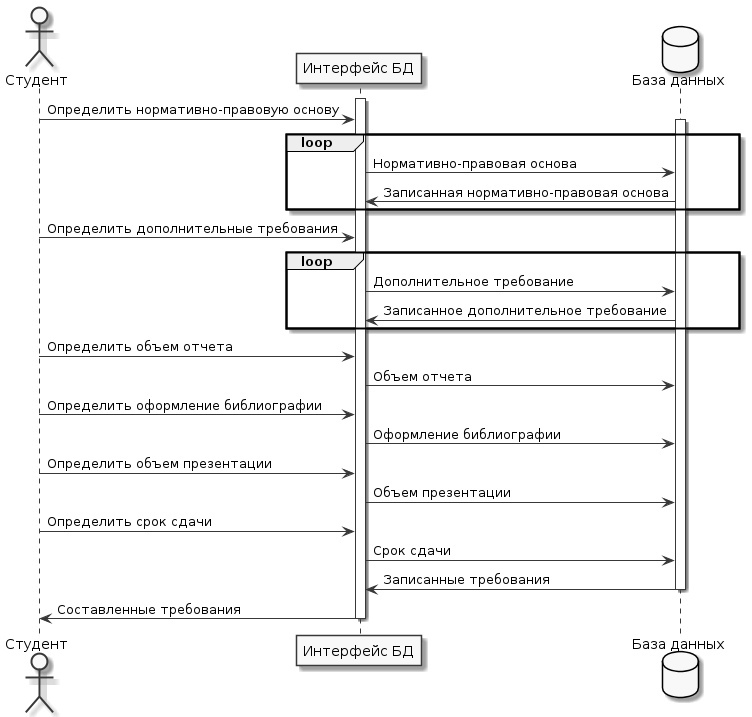 Студент
Интерфейс БД
База данных
Определить нормативно-правовую основу
loop
Нормативно-правовая основа
Записанная нормативно-правовая основа
Определить дополнительные требования
loop
Дополнительное требование
Записанное дополнительное требование
Определить объем отчета
Объем отчета
Определить оформление библиографии
Оформление библиографии
Определить объем презентации
Объем презентации
Определить срок сдачи
Срок сдачи
Записанные требования
Составленные требования
Студент
Интерфейс БД
База данных